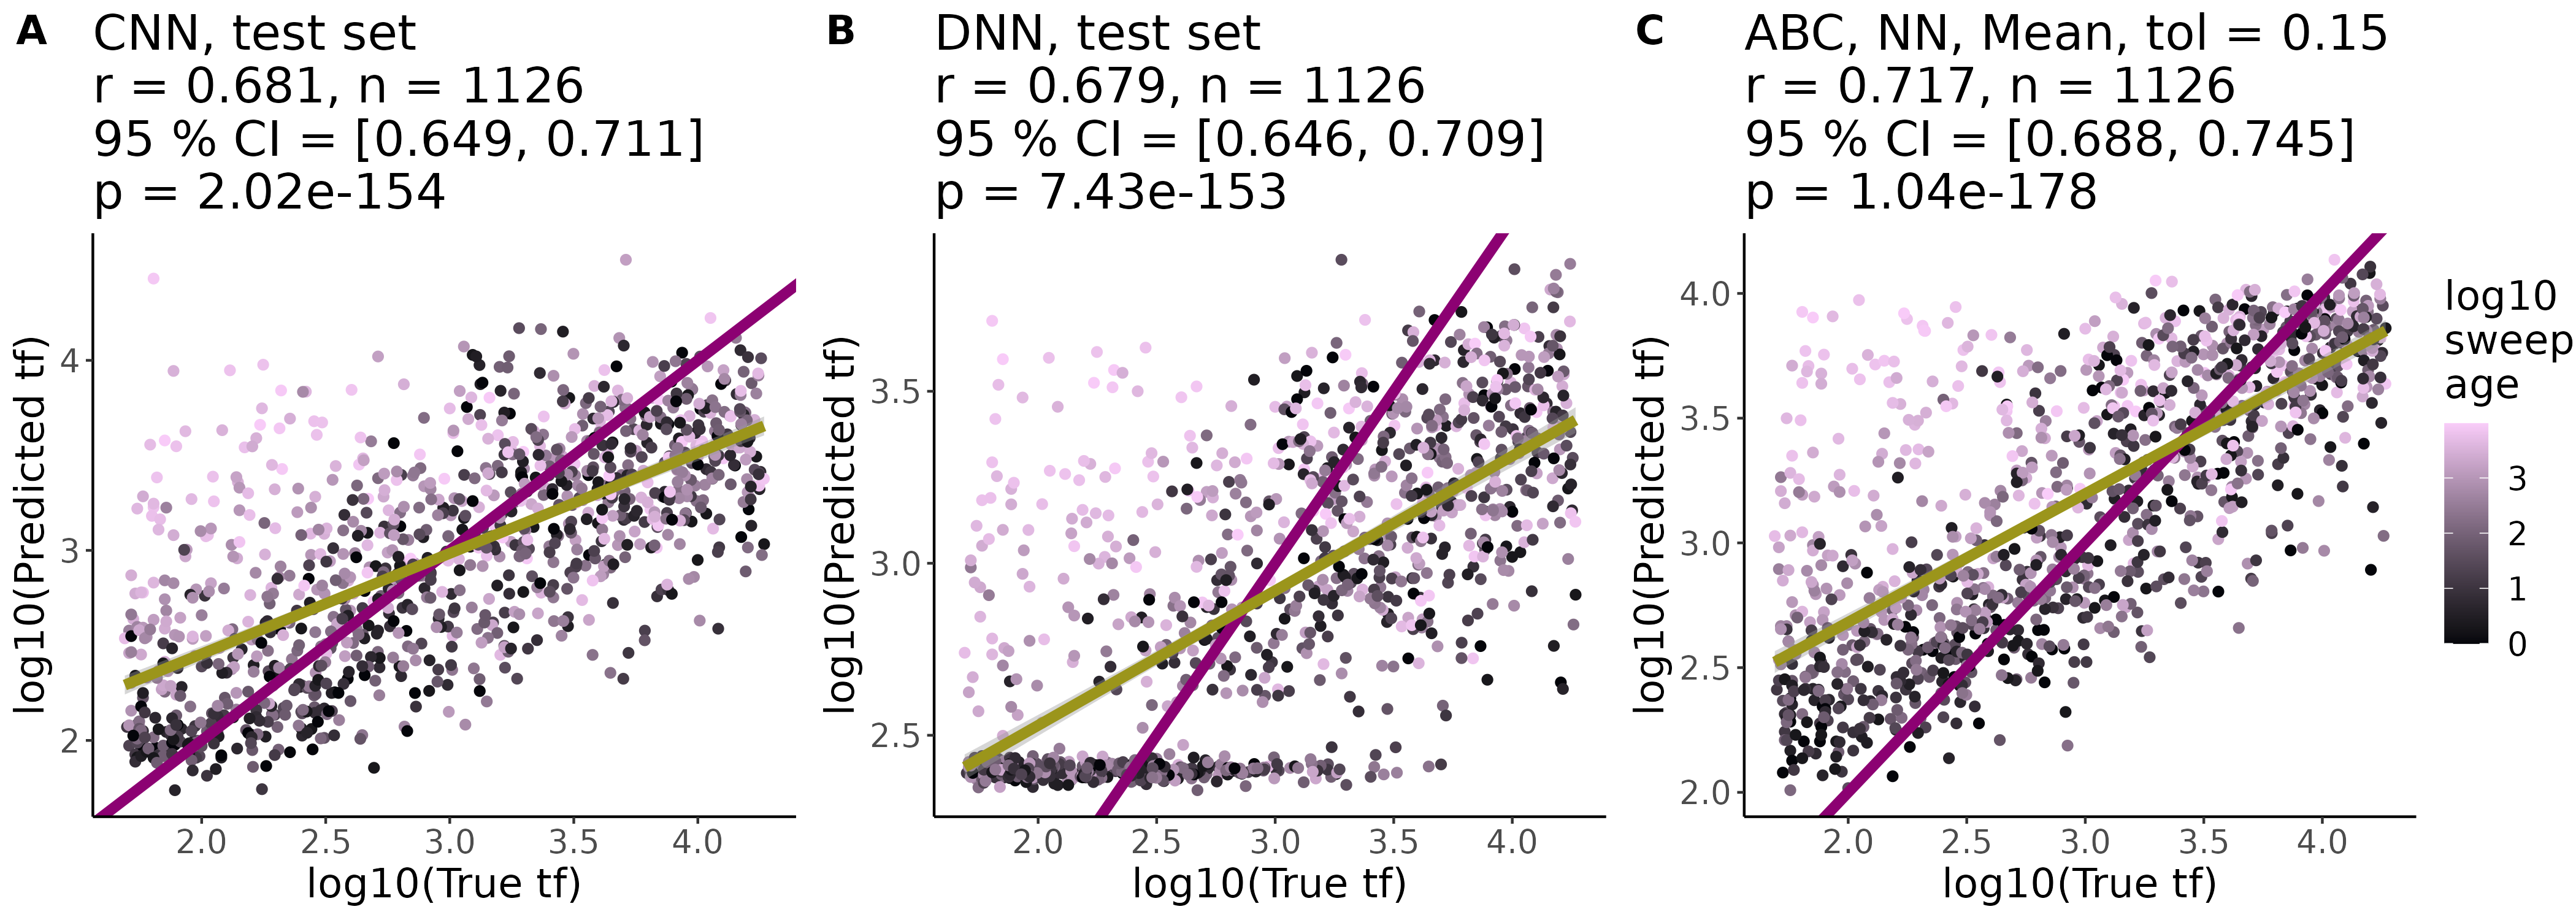 A
CNN, test set
r = 0.681, n = 1126
95 % CI = [0.649, 0.711]
p = 2.02e-154
4
3
2
2.0 2.5 3.0 3.5 4.0
log10(True tf)
log10(Predicted tf)
B
DNN, test set
r = 0.679, n = 1126
95 % CI = [0.646, 0.709]
p = 7.43e-153
3.5
3.0
2.5
2.0 2.5 3.0 3.5 4.0
log10(True tf)
log10(Predicted tf)
C
ABC, NN, Mean, tol = 0.15
r = 0.717, n = 1126
95 % CI = [0.688, 0.745]
p = 1.04e-178
4.0
3.5
3.0
2.5
2.0
2.0 2.5 3.0 3.5 4.0
log10(True tf)
log10(Predicted tf)
log10
sweep
age
3
2
1
0